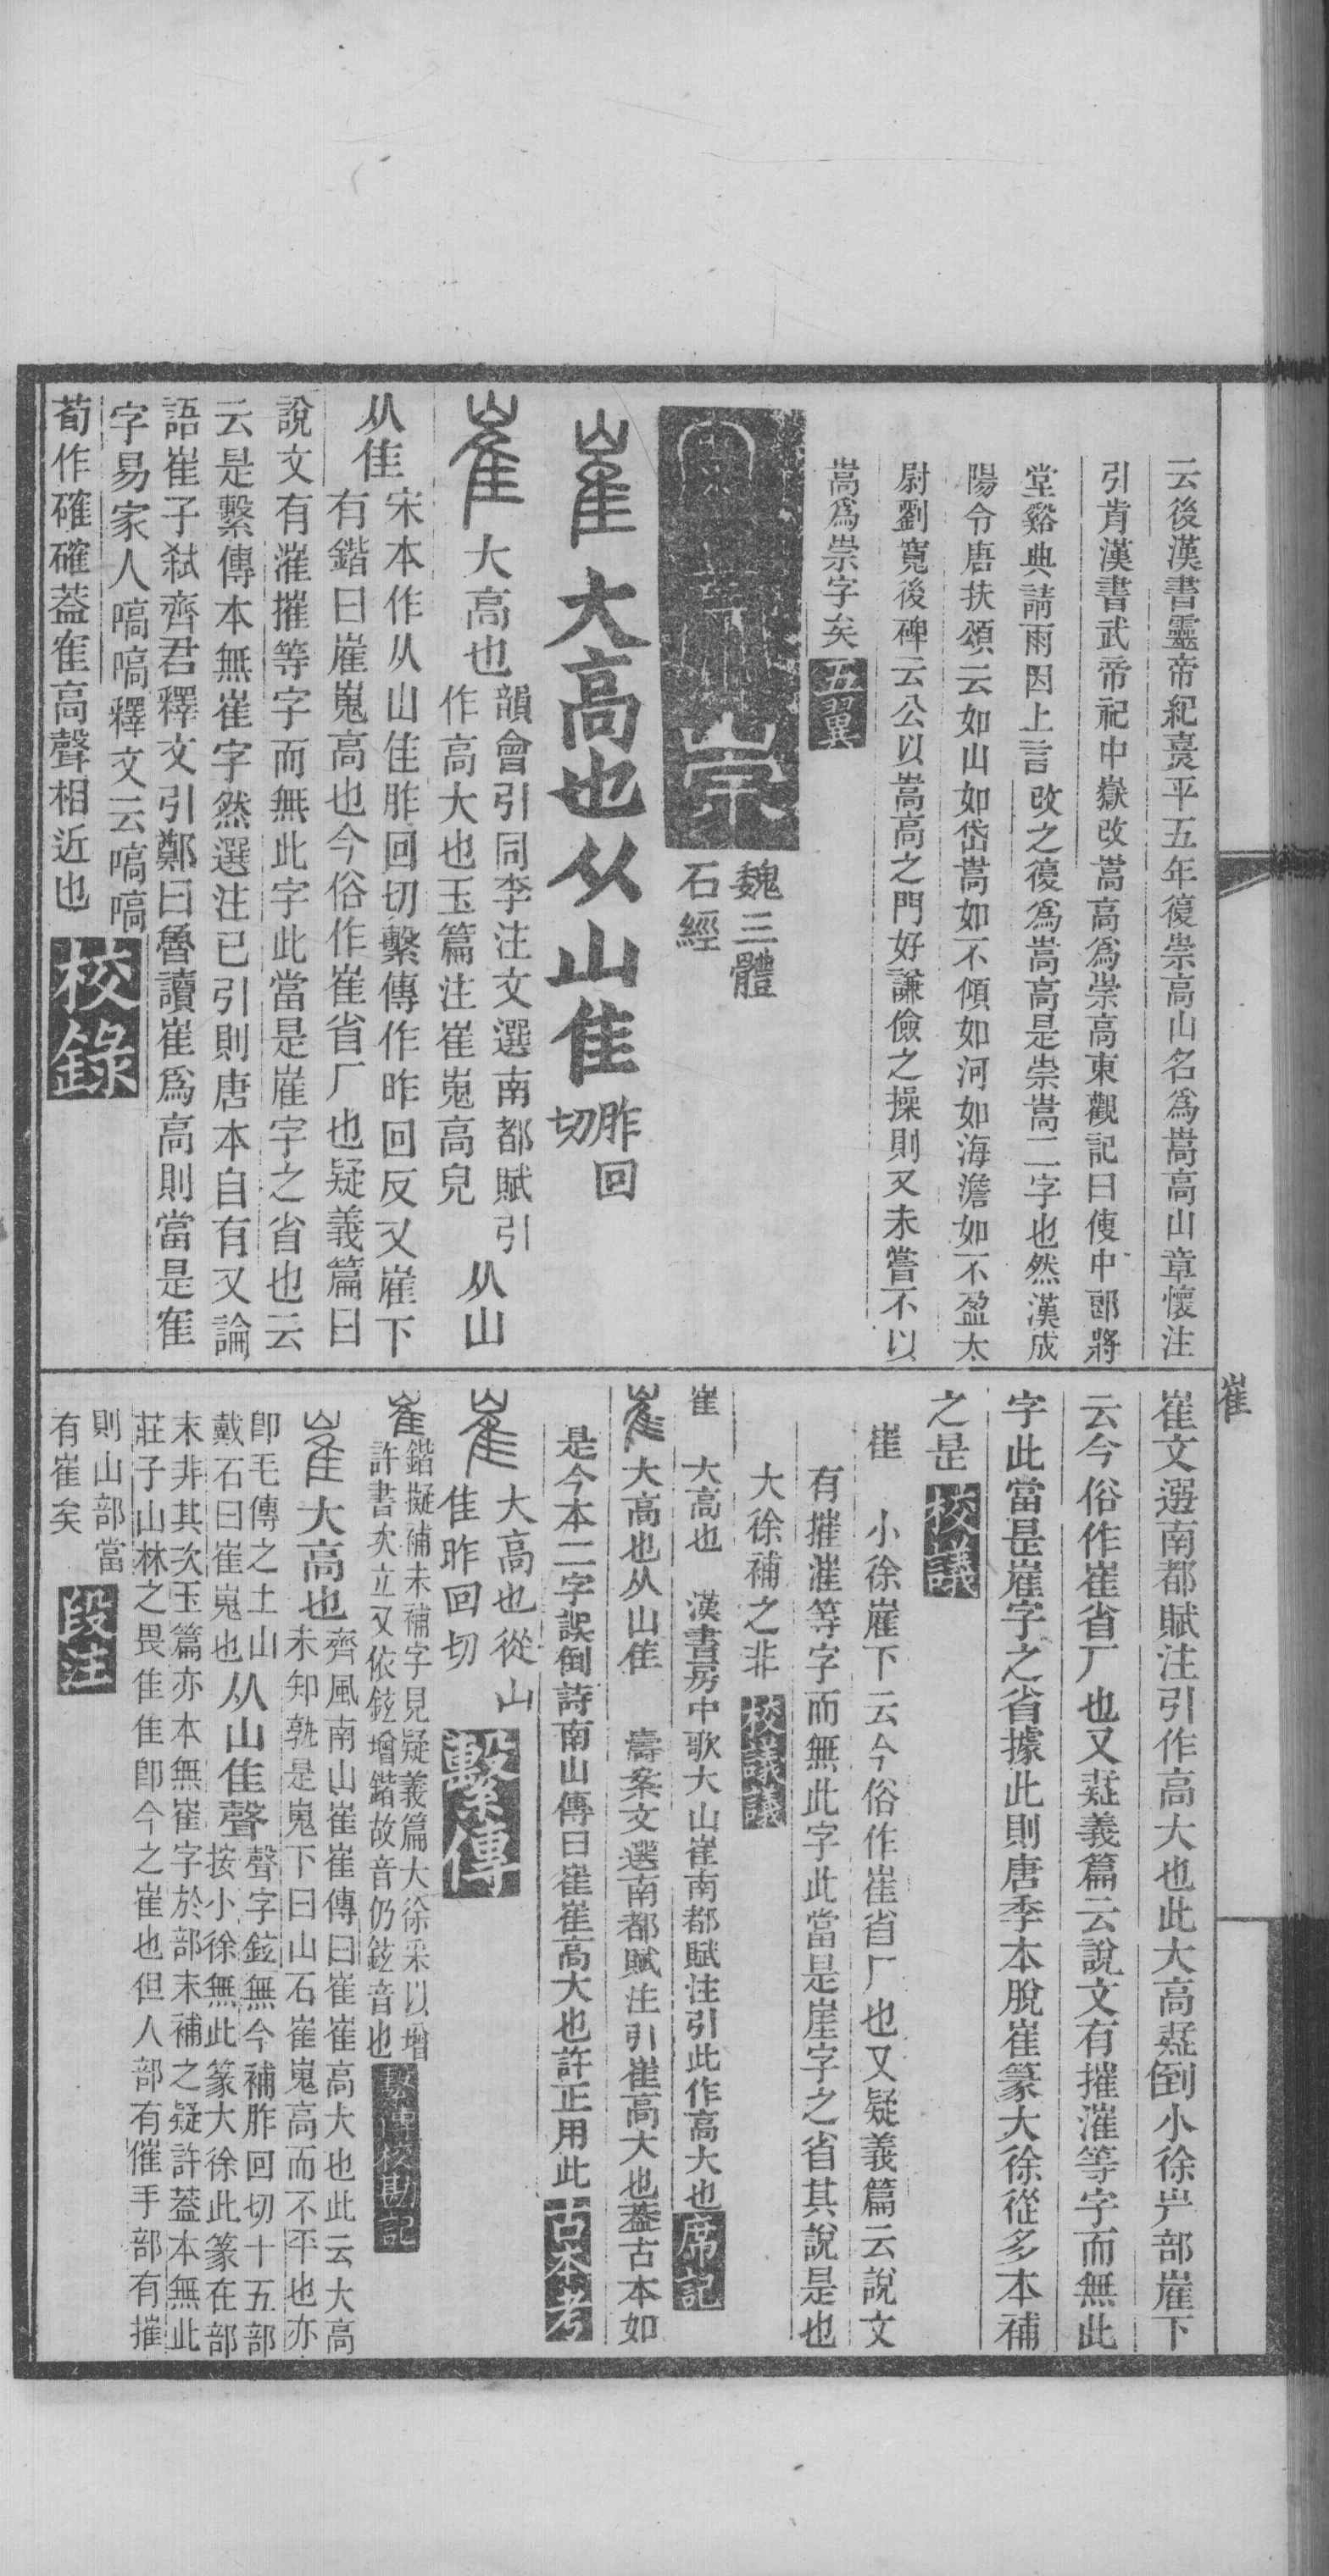 云後漢書靈帝紀熹平五年復崇高山名爲嵩高山章懷注
引肯漢書武帝祀中嶽改嵩高爲崇高東觀記曰使中郎將
堂谿典請雨因上言改之復爲嵩高是崇嵩二字也然漢成
陽令唐扶頌云如山如岱嵩如不傾如河如海澹如不盈太
尉劉寬後碑云公以嵩高之門好謙儉之操則又未嘗不以
嵩爲崇字矣五翼
崇
魏三體
石經
崔大高也从山隹昨回
切
崔大高也韻會引同李注文選南都賦引
作高大也玉篇注崔嵬高皃从山
从隹宋本作从山隹昨回切繫傳作昨回反又嵟下
有鍇曰嵟嵬高也今俗作崔省厂也疑義篇曰
說文有漼摧等字而無此字此當是嵟字之省也云
云是繫傳本無崔字然選注已引則唐本自有又論
語崔子弒齊君釋文引鄭曰魯讀崔爲高則當是隺
字易家人嗃嗃釋文云嗃嗃
荀作確確蓋隺高聲相近也校錄
崔
崔文選南都賦注引作高大也此大高疑倒小徐屵部嵟下
云今俗作崔省厂也又疑義篇云說文有摧漼等字而無此
字此當是嵟字之省據此則唐季本脫崔篆大徐從多本補
之是校議
崔小徐嵟下云今俗作崔省厂也又疑義篇云說文
有摧漼等字而無此字此當是崖字之省其說是也
大徐補之非校議議
崔大高也漢書房中歌大山崔南都賦注引此作高大也席記
崔大高也从山隹濤案文選南都賦注引崔高大也蓋古本如
是今本二字誤倒詩南山傳曰崔崔高大也許正用此古本考
崔大高也從山
隹昨回切繫傳
崔鍇擬補未補字見疑義篇大徐采以增
許書次立又依鉉增鍇故音仍鉉音也繫傳校勘記
崔大高也齊風南山崔崔傳曰崔崔高大也此云大高
未知孰是嵬下曰山石崔嵬高而不平也亦
卽毛傳之土山
戴石曰崔嵬也从山隹聲聲字鉉無今補昨回切十五部
按小徐無此篆大徐此篆在部
末非其次玉篇亦本無崔字於部末補之疑許蓋本無此
莊子山林之畏隹隹卽今之崔也但人部有催手部有摧
則山部當
有崔矣段注